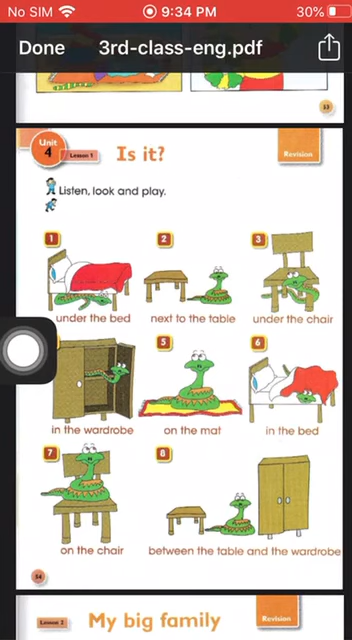 No SIM 9:34 PM 30%
Done 3rd-class-eng.pdf
53
Unit
4
Lesson 1
Is it?
Revision
Listen, look and play.
1 2 3
under the bed next to the table under the chair
5 6
in the wardrobe on the mat in the bed
7 8
on the chair between the table and the wardrobe
54
Lesson 2 My big family Revision